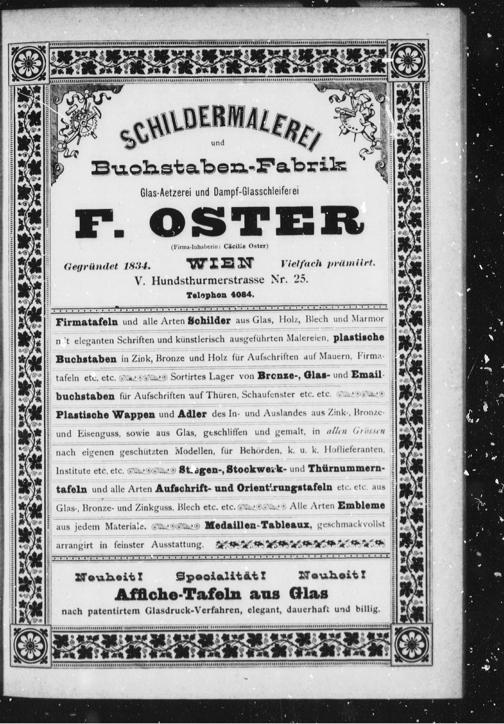 SCHILDERMALEREI
und
Buchstaben-Fabrik
Glas-Aetzerei und Dampf-Glasschleiferei
F. OSTER
(Firma-Inhaberin: Cäcilie Oster)
Gegründet 1834. WIEN Vielfach prämiirt.
V. Hundsthurmerstrasse Nr. 25.
Telephon 4084.
Firmatafeln und alle Arten Schilder aus Glas, Holz, Blech und Marmor
n t eleganten Schriften und künstlerisch ausgeführten Malereien, plastische
Buchstaben in Zink, Bronze und Holz für Aufschriften auf Mauern, Firma-
tafeln etc. etc. Sortirtes Lager von Bronze-, Glas- und Email-
buchstaben für Aufschriften auf Thüren, Schaufenster etc. etc.
Plastische Wappen und Adler des In- und Auslandes aus Zink-, Bronze-
und Eisenguss, sowie aus Glas, geschliffen und gemalt, in allen Grössen
nach eigenen geschützten Modellen, für Behörden, k. u. k. Hoflieferanten,
Institute etc. etc. Stiegen-, Stockwerk- und Thürnummern-
tafeln und alle Arten Aufschrift- und Orientirungstafeln etc. etc. aus
Glas-, Bronze- und Zinkguss, Blech etc. etc. Alle Arten Embleme
aus jedem Materiale. Medaillen-Tableaux, geschmackvollst
arrangirt in feinster Ausstattung.
Neuheit! Specialität! Neuheit!
Affiche-Tafeln aus Glas
nach patentirtem Glasdruck-Verfahren, elegant, dauerhaft und billig.